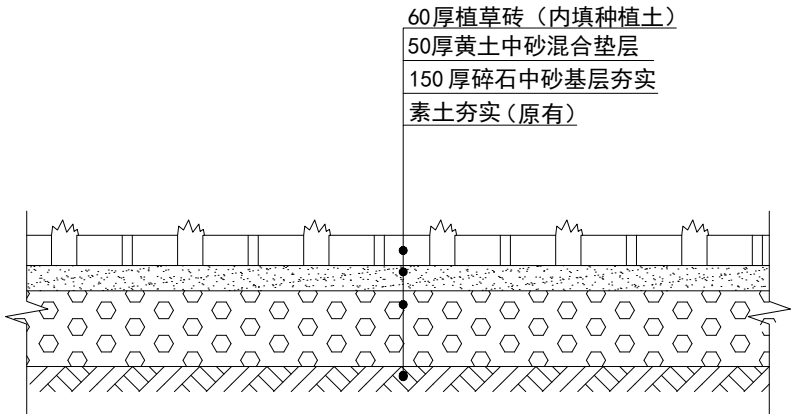 60厚植草砖（内填种植土）
50厚黄土中砂混合垫层
150厚碎石中砂基层夯实
素土夯实（原有）